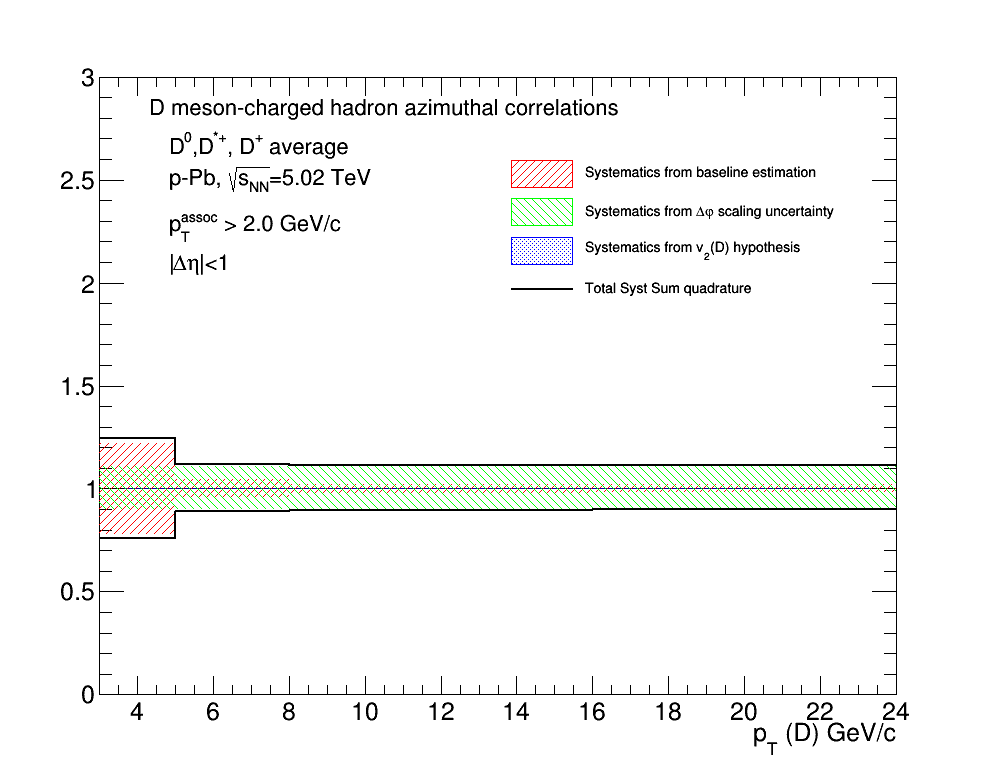 D meson-charged hadron azimuthal correlations
D0,D*+, D+ average
p-Pb, √sNN=5.02 TeV
pTassoc > 2.0 GeV/c
|Δη|<1
Systematics from baseline estimation
Systematics from Δφ scaling uncertainty
Systematics from v2(D) hypothesis
Total Syst Sum quadrature
3
2.5
2
1.5
1
0.5
0
4 6 8 10 12 14 16 18 20 22 24
pT (D) GeV/c